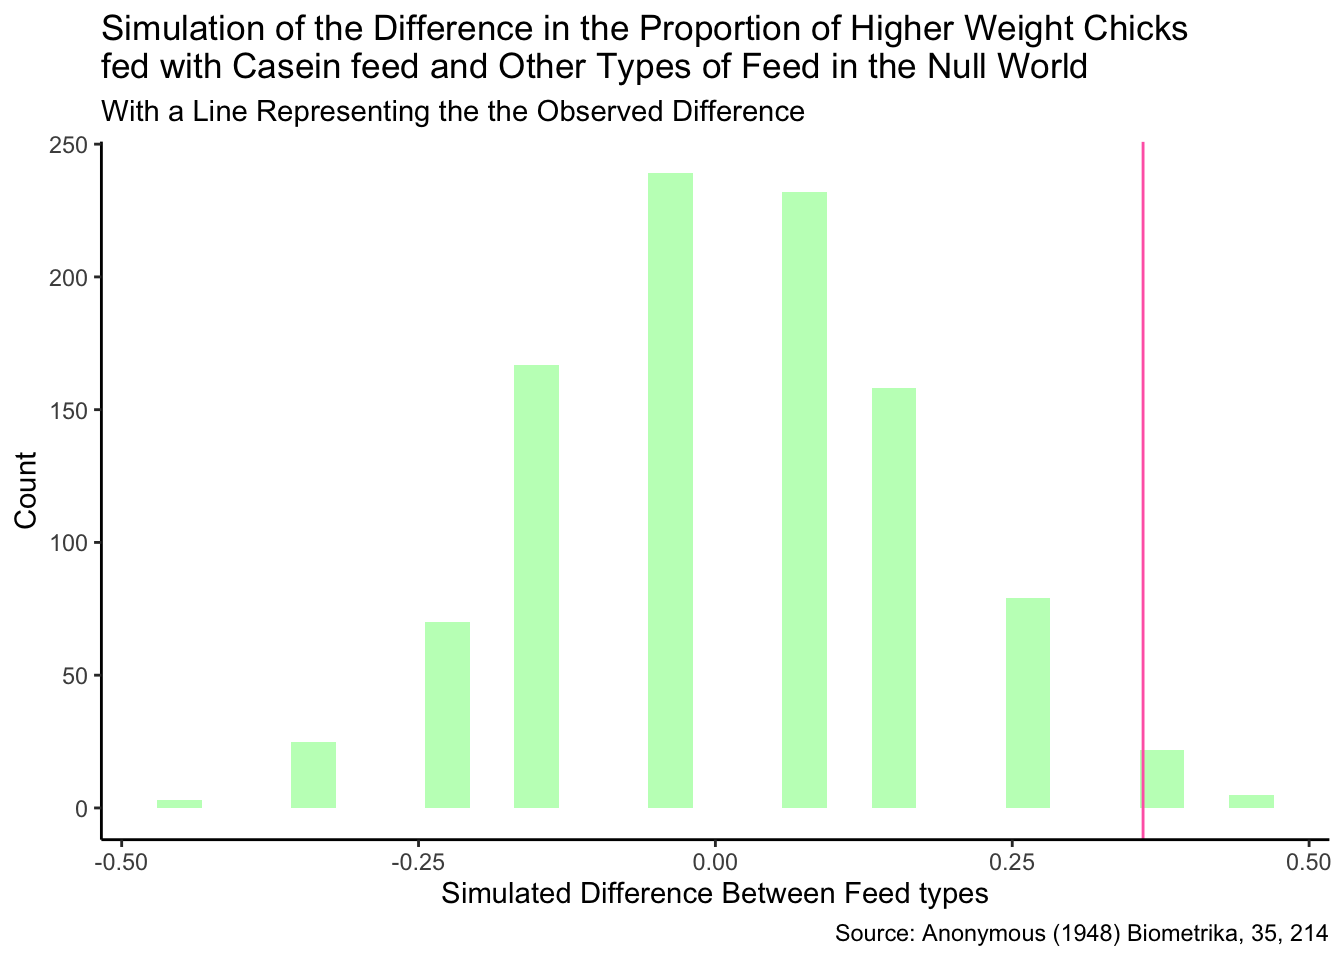 Simulation of the Difference in the Proportion of Higher Weight Chicks
fed with Casein feed and Other Types of Feed in the Null World
With a Line Representing the the Observed Difference
250
200
150
100
50
0
Count
-0.50
-0.25
0.00
0.25
0.50
Simulated Difference Between Feed types
Source: Anonymous (1948) Biometrika, 35, 214